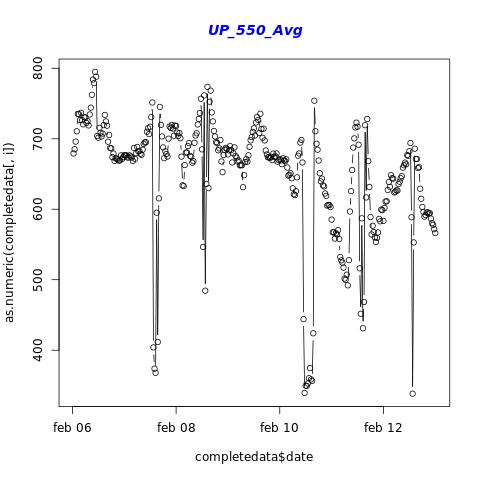 UP_550_Avg
as.numeric(completedata[, i])
800
700
600
500
400
feb 06
feb 08
feb 10
feb 12
completedata$date